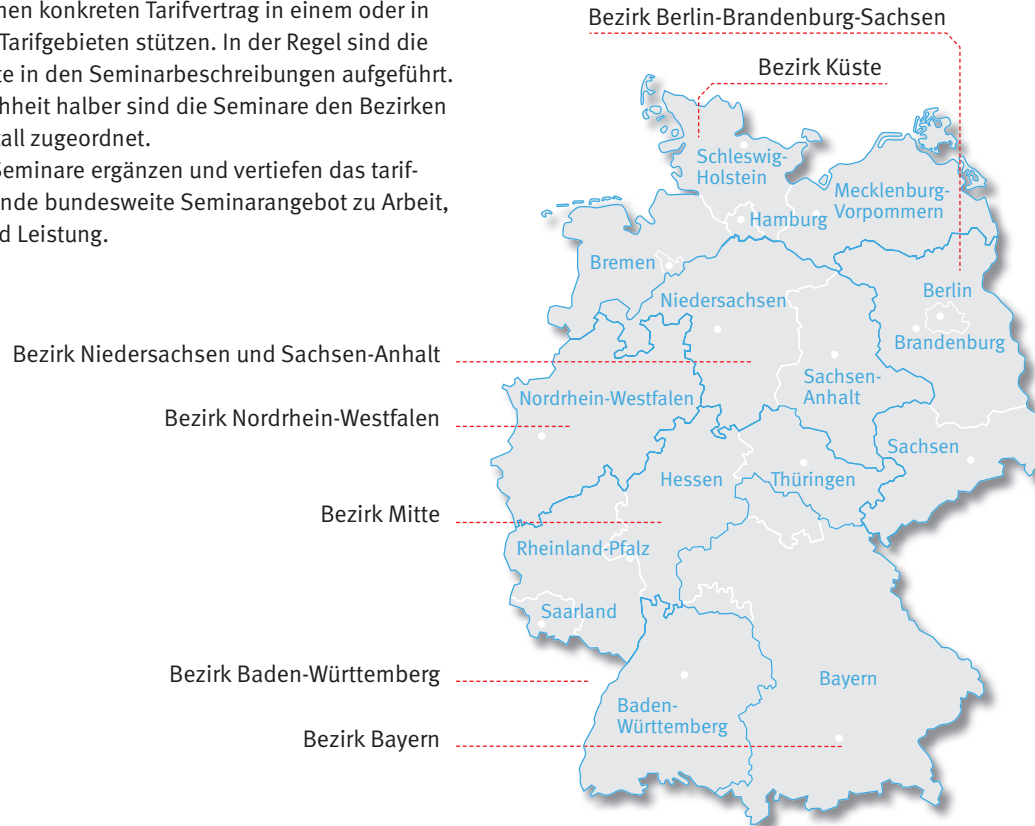 nen konkreten Tarifvertrag in einem oder in
Tarifgebieten stützen. In der Regel sind die
te in den Seminarbeschreibungen aufgeführt.
hheit halber sind die Seminare den Bezirken
tall zugeordnet.
Seminare ergänzen und vertiefen das tarif-
nde bundesweite Seminarangebot zu Arbeit,
d Leistung.
Bezirk Berlin-Brandenburg-Sachsen
Bezirk Küste
Schleswig-
Holstein
Mecklenburg-
Vorpommern
Hamburg
Bremen
Niedersachsen
Berlin
Brandenburg
Bezirk Niedersachsen und Sachsen-Anhalt
Sachsen-
Anhalt
Nordrhein-Westfalen
Bezirk Nordrhein-Westfalen
Sachsen
Hessen
Thüringen
Bezirk Mitte
Rheinland-Pfalz
Saarland
Bezirk Baden-Württemberg
Bayern
Baden-
Württemberg
Bezirk Bayern